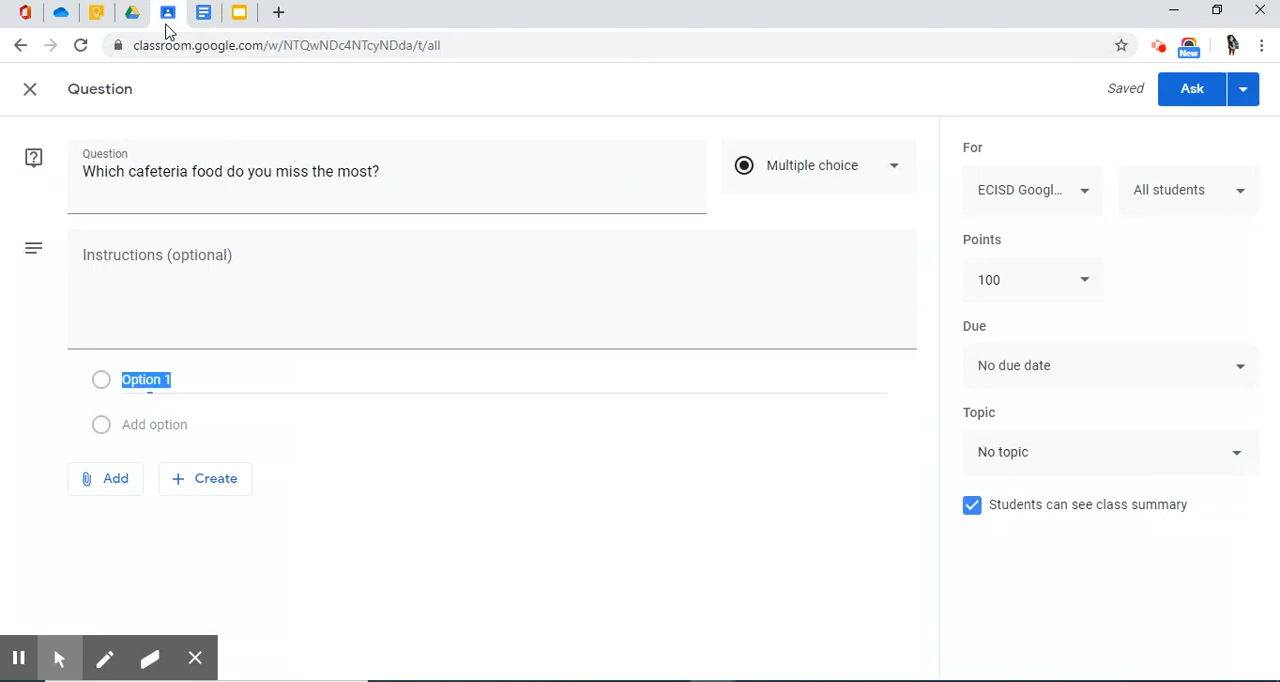 classroom.google.com/w/NTQwNDc4NTcyNDda/t/all
New
Question
Saved
Ask
Question
Which cafeteria food do you miss the most?
Multiple choice
Instructions (optional)
Option 1
Add option
Add
Create
For
ECISD Googl...
All students
Points
100
Due
No due date
Topic
No topic
Students can see class summary